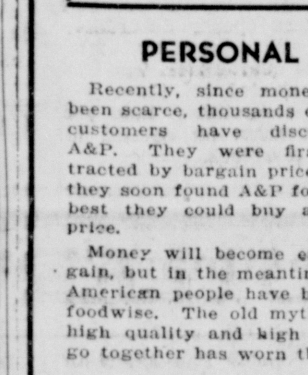 PERSONAL
Recently, since mone
been scarce, thousands
customers have disc
A&P. They were fir
tracted by bargain pric
they soon found A&P fo
best they could buy a
price.
Money will become e
gain, but in the meantim
American people have b
foodwise. The old myt
high quality and high
go together has worn th